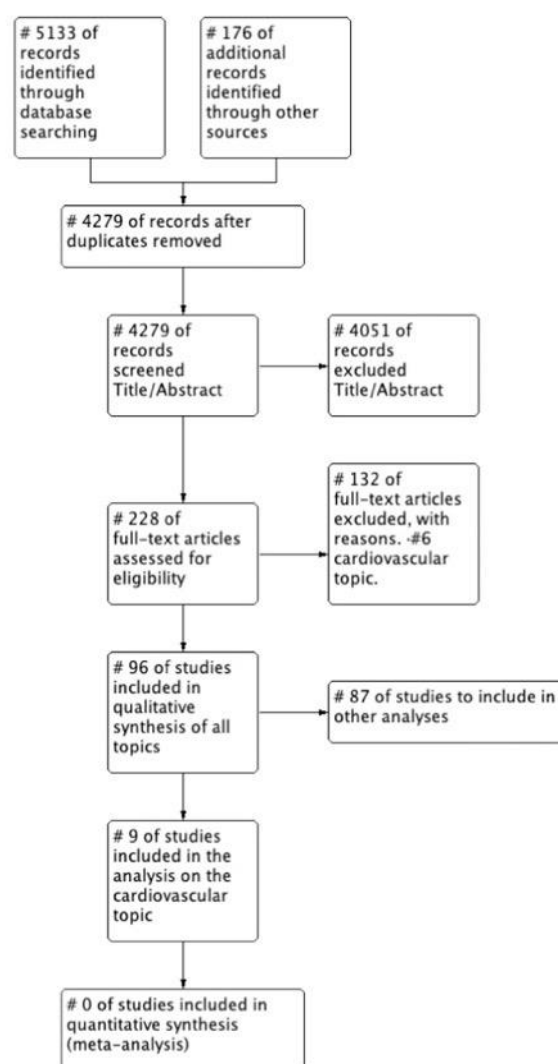 # 5133 of
records
identified
through
database
searching
# 176 of
additional
records
identified
through other
sources
# 4279 of records after
duplicates removed
# 4279 of
records
screened
Title/Abstract
# 4051 of
records
excluded
Title/Abstract
# 228 of
full-text articles
assessed for
eligibility
# 132 of
full-text articles
excluded, with
reasons. -#6
cardiovascular
topic.
# 96 of studies
included in
qualitative
synthesis of all
topics
# 87 of studies to include in
other analyses
# 9 of studies
included in the
analysis on the
cardiovascular
topic
# 0 of studies included in
quantitative synthesis
(meta-analysis)